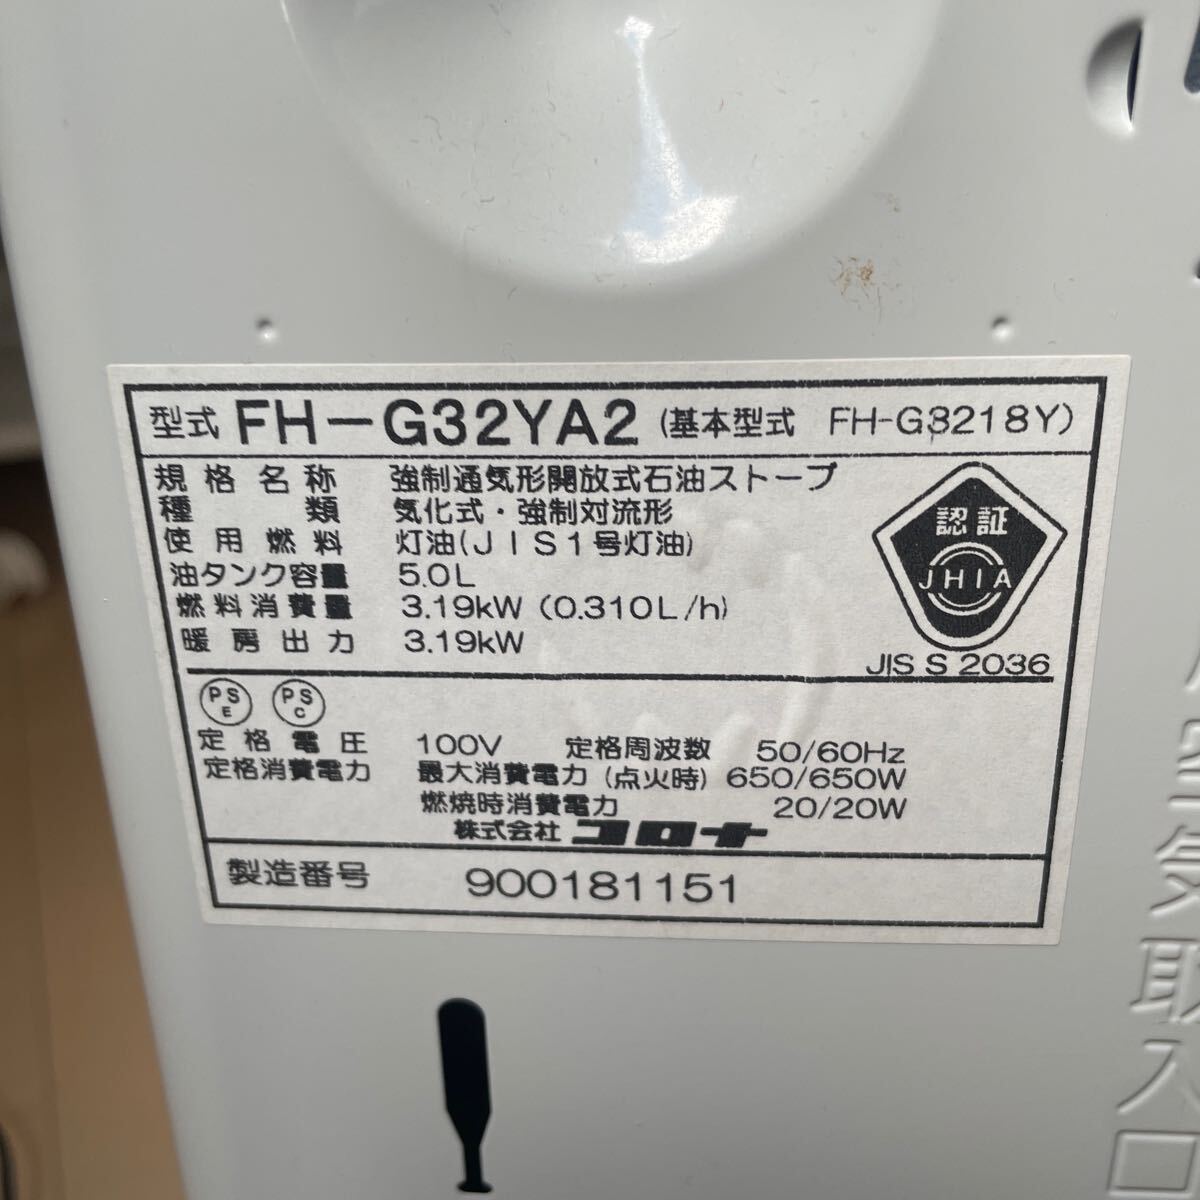 型式 FH-G32YA2 (基本型式 FH-G3218Y)
規格名称 強制通気形開放式石油ストーブ
種類 気化式・強制対流形
使用燃料 灯油(JIS1号灯油)
油タンク容量 5.0L
燃料消費量 3.19kW (0.310L/h)
暖房出力 3.19kW
認証
JHIA
JIS S 2036
PS E PS C
定格電圧 100V 定格周波数 50/60Hz
定格消費電力 最大消費電力(点火時) 650/650W
燃焼時消費電力 20/20W
株式会社 コロナ
製造番号 900181151
空気取入口